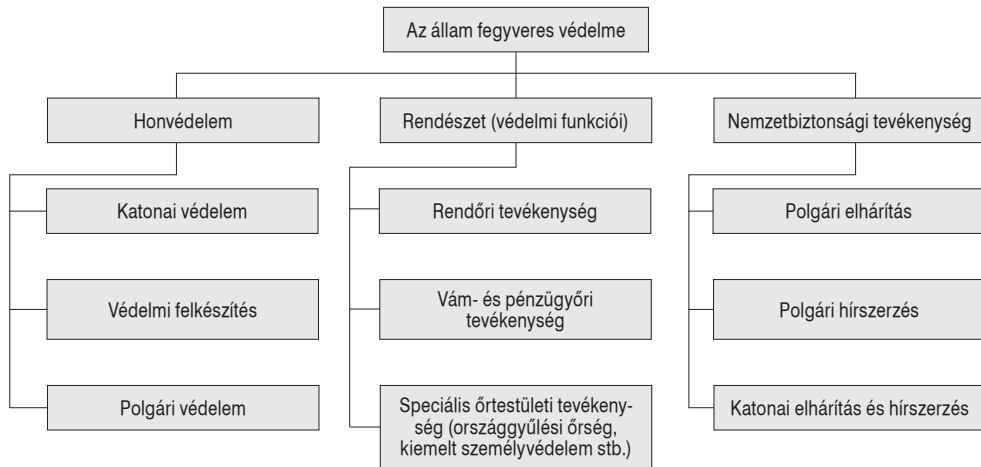 Az állam fegyveres védelme
Honvédelem
Rendészet (védelmi funkciói)
Nemzetbiztonsági tevékenység
Katonai védelem
Rendőri tevékenység
Polgári elhárítás
Védelmi felkészítés
Vám- és pénzügyőri
tevékenység
Polgári hírszerzés
Polgári védelem
Speciális őrtestületi tevékeny-
ség (országgyűlési őrség,
kiemelt személyvédelem stb.)
Katonai elhárítás és hírszerzés